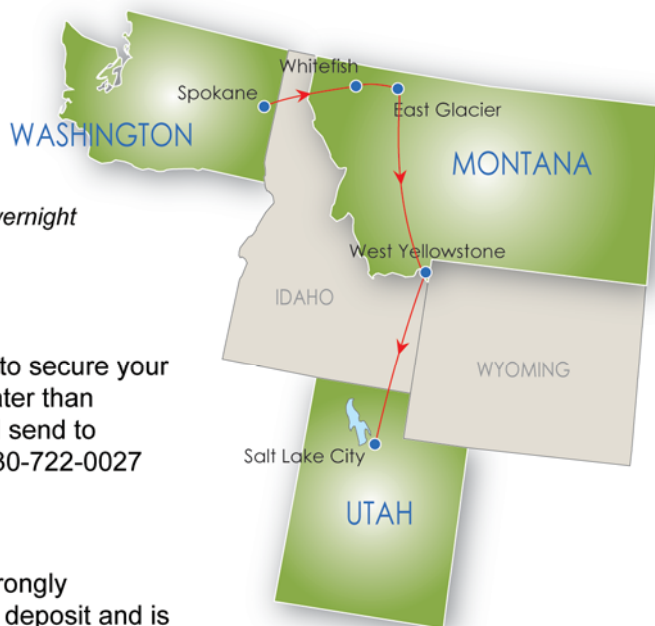 Whitefish
Spokane
East Glacier
WASHINGTON
MONTANA
vernight
West Yellowstone
IDAHO
to secure your
ater than
WYOMING
send to
30-722-0027
Salt Lake City
UTAH
rongly
deposit and is